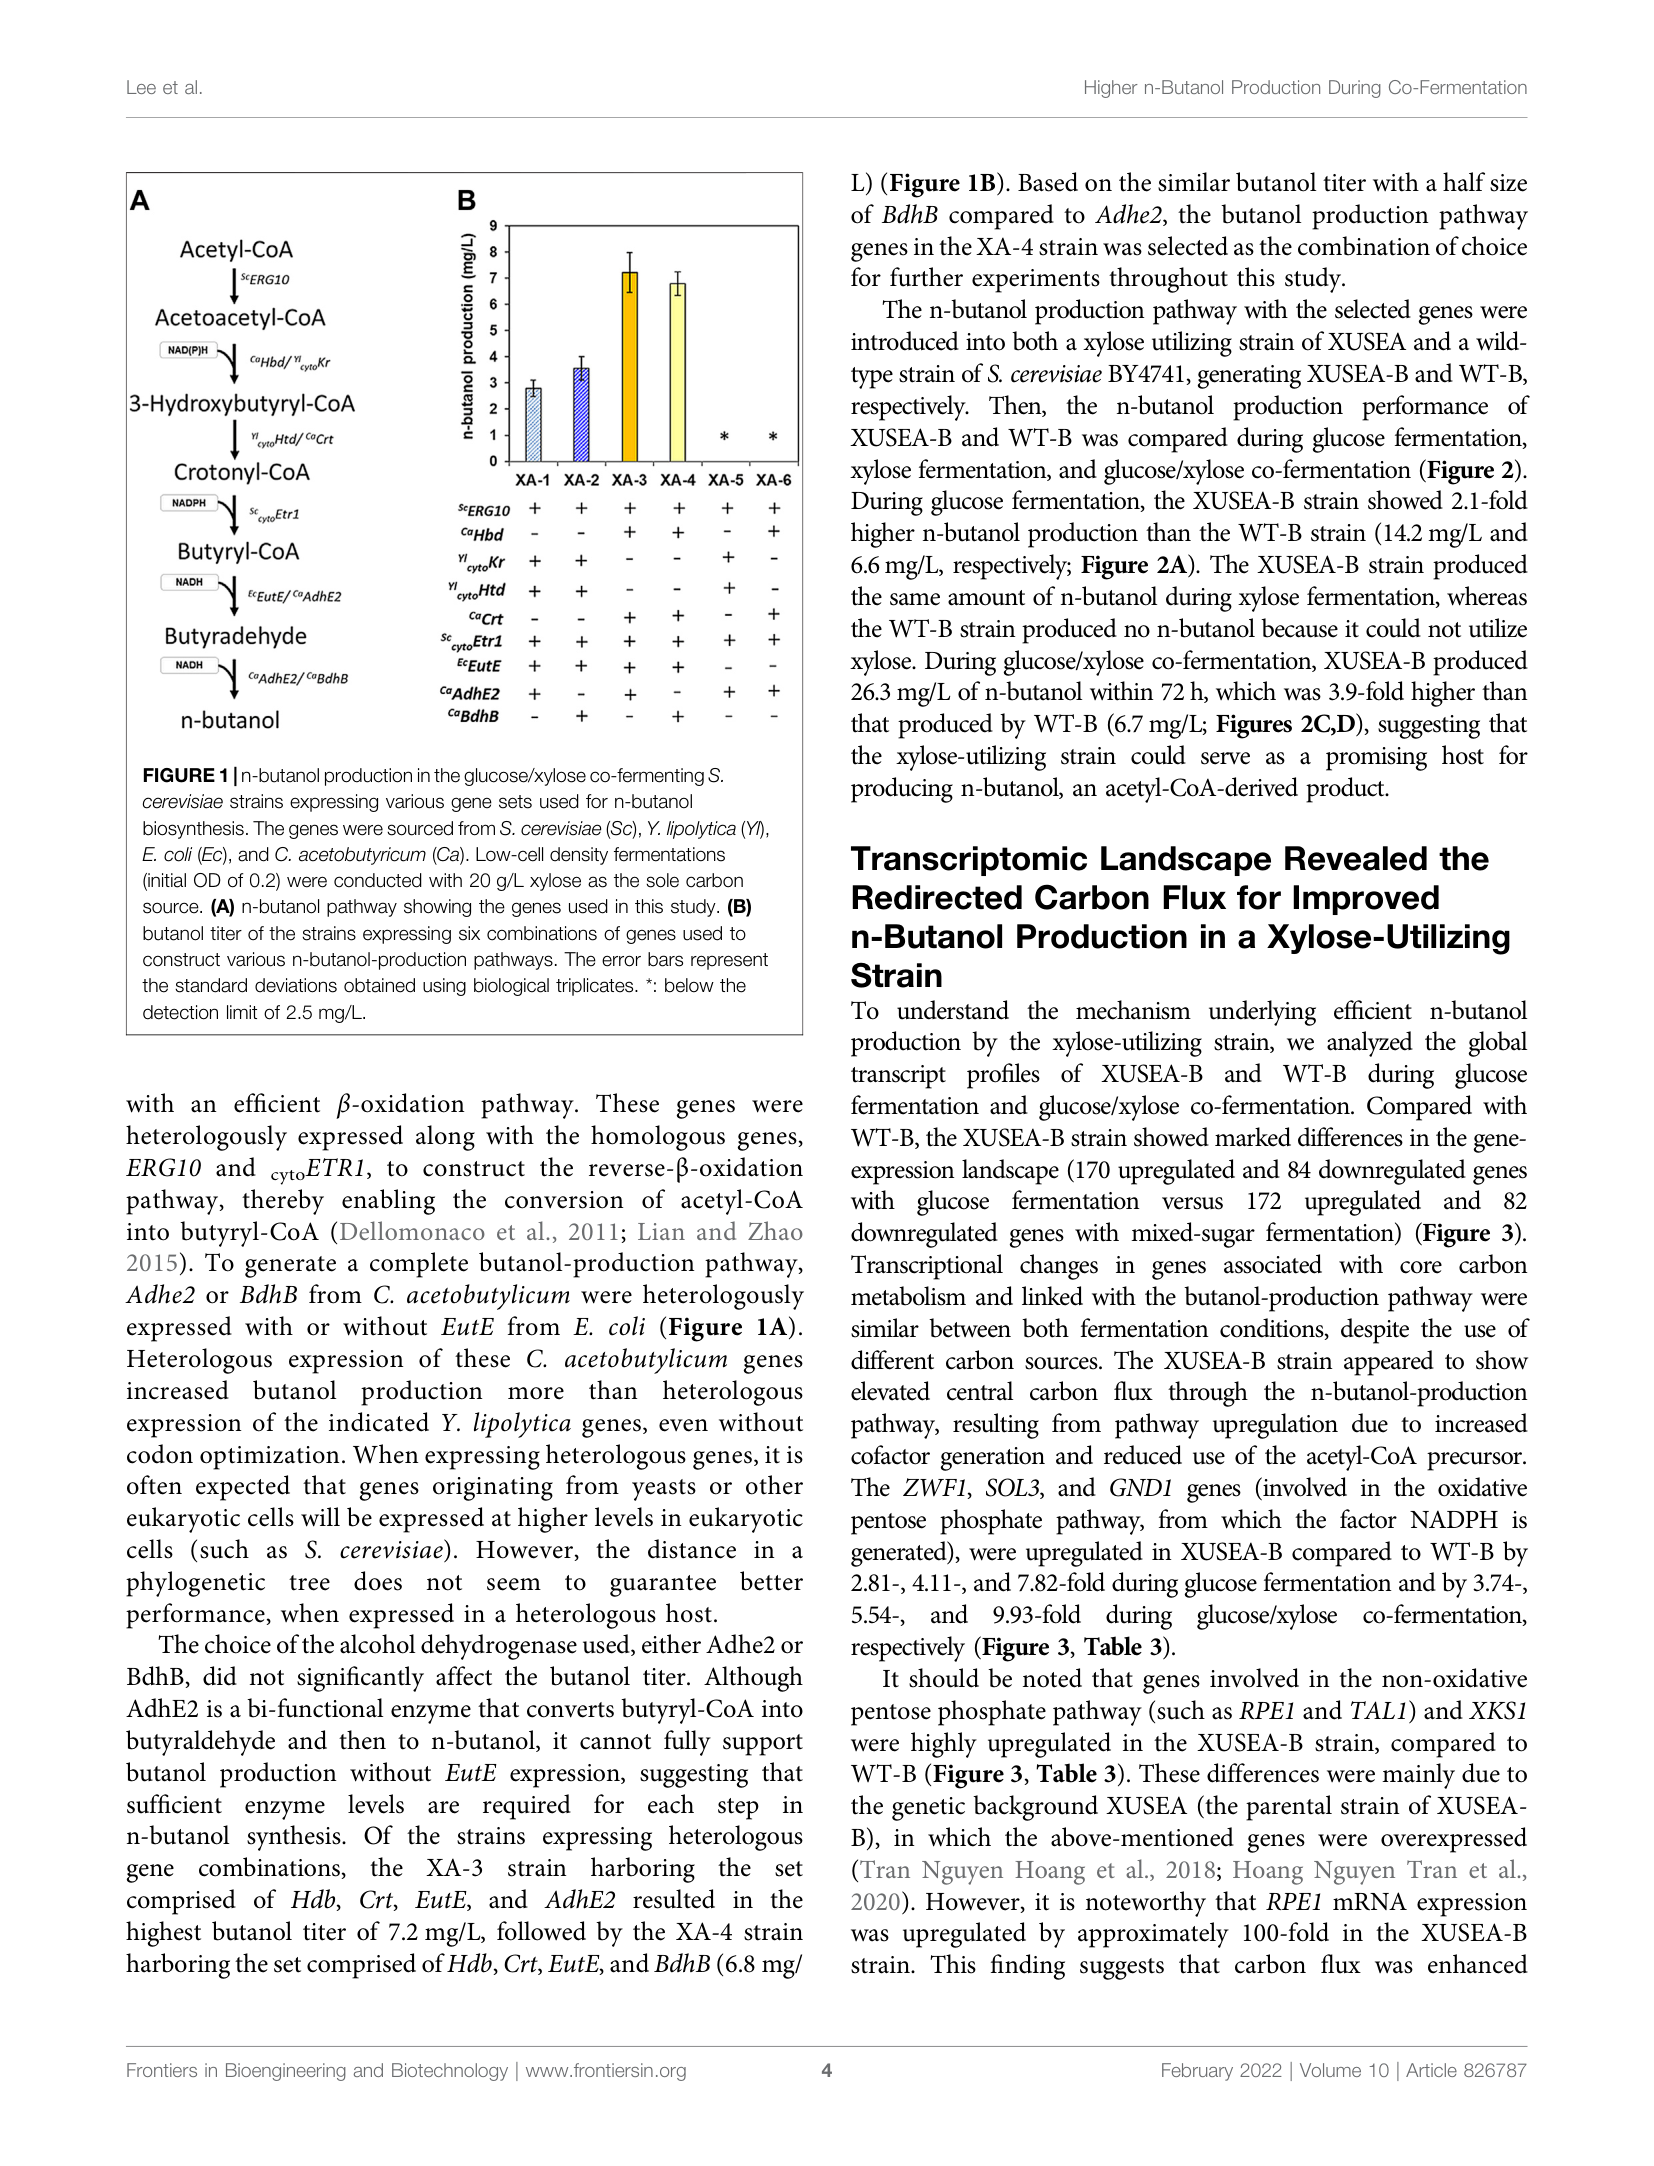 Lee et al.
Higher n-Butanol Production During Co-Fermentation
A
Acetyl-CoA
ScERG10
Acetoacetyl-CoA
NAD(P)H
CaHbd/ YlcytoKr
3-Hydroxybutyryl-CoA
YlcytoHtd/ CaCrt
Crotonyl-CoA
NADPH
SccytoEtr1
Butyryl-CoA
NADH
EcEutE/ CaAdhE2
Butyradehyde
NADH
CaAdhE2/ CaBdhB
n-butanol
B
n-butanol production (mg/L)
9
8
7
6
5
4
3
2
1
0
* *
XA-1 XA-2 XA-3 XA-4 XA-5 XA-6
ScERG10 + + + + + +
CaHbd - - + + - +
YlcytoKr + + - - + -
YlcytoHtd + + - - + -
CaCrt - - + + - +
SccytoEtr1 + + + + + +
EcEutE + + + + - -
CaAdhE2 + - + - + +
CaBdhB - + - + - -
FIGURE 1 | n-butanol production in the glucose/xylose co-fermenting S.
cerevisiae strains expressing various gene sets used for n-butanol
biosynthesis. The genes were sourced from S. cerevisiae (Sc), Y. lipolytica (Yl),
E. coli (Ec), and C. acetobutyricum (Ca). Low-cell density fermentations
(initial OD of 0.2) were conducted with 20 g/L xylose as the sole carbon
source. (A) n-butanol pathway showing the genes used in this study. (B)
butanol titer of the strains expressing six combinations of genes used to
construct various n-butanol-production pathways. The error bars represent
the standard deviations obtained using biological triplicates. *: below the
detection limit of 2.5 mg/L.
with an efficient β-oxidation pathway. These genes were
heterologously expressed along with the homologous genes,
ERG10 and cytoETR1, to construct the reverse-β-oxidation
pathway, thereby enabling the conversion of acetyl-CoA
into butyryl-CoA (Dellomonaco et al., 2011; Lian and Zhao
2015). To generate a complete butanol-production pathway,
Adhe2 or BdhB from C. acetobutylicum were heterologously
expressed with or without EutE from E. coli (Figure 1A).
Heterologous expression of these C. acetobutylicum genes
increased butanol production more than heterologous
expression of the indicated Y. lipolytica genes, even without
codon optimization. When expressing heterologous genes, it is
often expected that genes originating from yeasts or other
eukaryotic cells will be expressed at higher levels in eukaryotic
cells (such as S. cerevisiae). However, the distance in a
phylogenetic tree does not seem to guarantee better
performance, when expressed in a heterologous host.
The choice of the alcohol dehydrogenase used, either Adhe2 or
BdhB, did not significantly affect the butanol titer. Although
AdhE2 is a bi-functional enzyme that converts butyryl-CoA into
butyraldehyde and then to n-butanol, it cannot fully support
butanol production without EutE expression, suggesting that
sufficient enzyme levels are required for each step in
n-butanol synthesis. Of the strains expressing heterologous
gene combinations, the XA-3 strain harboring the set
comprised of Hdb, Crt, EutE, and AdhE2 resulted in the
highest butanol titer of 7.2 mg/L, followed by the XA-4 strain
harboring the set comprised of Hdb, Crt, EutE, and BdhB (6.8 mg/
L) (Figure 1B). Based on the similar butanol titer with a half size
of BdhB compared to Adhe2, the butanol production pathway
genes in the XA-4 strain was selected as the combination of choice
for further experiments throughout this study.
The n-butanol production pathway with the selected genes were
introduced into both a xylose utilizing strain of XUSEA and a wild-
type strain of S. cerevisiae BY4741, generating XUSEA-B and WT-B,
respectively. Then, the n-butanol production performance of
XUSEA-B and WT-B was compared during glucose fermentation,
xylose fermentation, and glucose/xylose co-fermentation (Figure 2).
During glucose fermentation, the XUSEA-B strain showed 2.1-fold
higher n-butanol production than the WT-B strain (14.2 mg/L and
6.6 mg/L, respectively; Figure 2A). The XUSEA-B strain produced
the same amount of n-butanol during xylose fermentation, whereas
the WT-B strain produced no n-butanol because it could not utilize
xylose. During glucose/xylose co-fermentation, XUSEA-B produced
26.3 mg/L of n-butanol within 72 h, which was 3.9-fold higher than
that produced by WT-B (6.7 mg/L; Figures 2C,D), suggesting that
the xylose-utilizing strain could serve as a promising host for
producing n-butanol, an acetyl-CoA-derived product.
Transcriptomic Landscape Revealed the
Redirected Carbon Flux for Improved
n-Butanol Production in a Xylose-Utilizing
Strain
To understand the mechanism underlying efficient n-butanol
production by the xylose-utilizing strain, we analyzed the global
transcript profiles of XUSEA-B and WT-B during glucose
fermentation and glucose/xylose co-fermentation. Compared with
WT-B, the XUSEA-B strain showed marked differences in the gene-
expression landscape (170 upregulated and 84 downregulated genes
with glucose fermentation versus 172 upregulated and 82
downregulated genes with mixed-sugar fermentation) (Figure 3).
Transcriptional changes in genes associated with core carbon
metabolism and linked with the butanol-production pathway were
similar between both fermentation conditions, despite the use of
different carbon sources. The XUSEA-B strain appeared to show
elevated central carbon flux through the n-butanol-production
pathway, resulting from pathway upregulation due to increased
cofactor generation and reduced use of the acetyl-CoA precursor.
The ZWF1, SOL3, and GND1 genes (involved in the oxidative
pentose phosphate pathway, from which the factor NADPH is
generated), were upregulated in XUSEA-B compared to WT-B by
2.81-, 4.11-, and 7.82-fold during glucose fermentation and by 3.74-,
5.54-, and 9.93-fold during glucose/xylose co-fermentation,
respectively (Figure 3, Table 3).
It should be noted that genes involved in the non-oxidative
pentose phosphate pathway (such as RPE1 and TAL1) and XKS1
were highly upregulated in the XUSEA-B strain, compared to
WT-B (Figure 3, Table 3). These differences were mainly due to
the genetic background XUSEA (the parental strain of XUSEA-
B), in which the above-mentioned genes were overexpressed
(Tran Nguyen Hoang et al., 2018; Hoang Nguyen Tran et al.,
2020). However, it is noteworthy that RPE1 mRNA expression
was upregulated by approximately 100-fold in the XUSEA-B
strain. This finding suggests that carbon flux was enhanced
Frontiers in Bioengineering and Biotechnology | www.frontiersin.org
4
February 2022 | Volume 10 | Article 826787